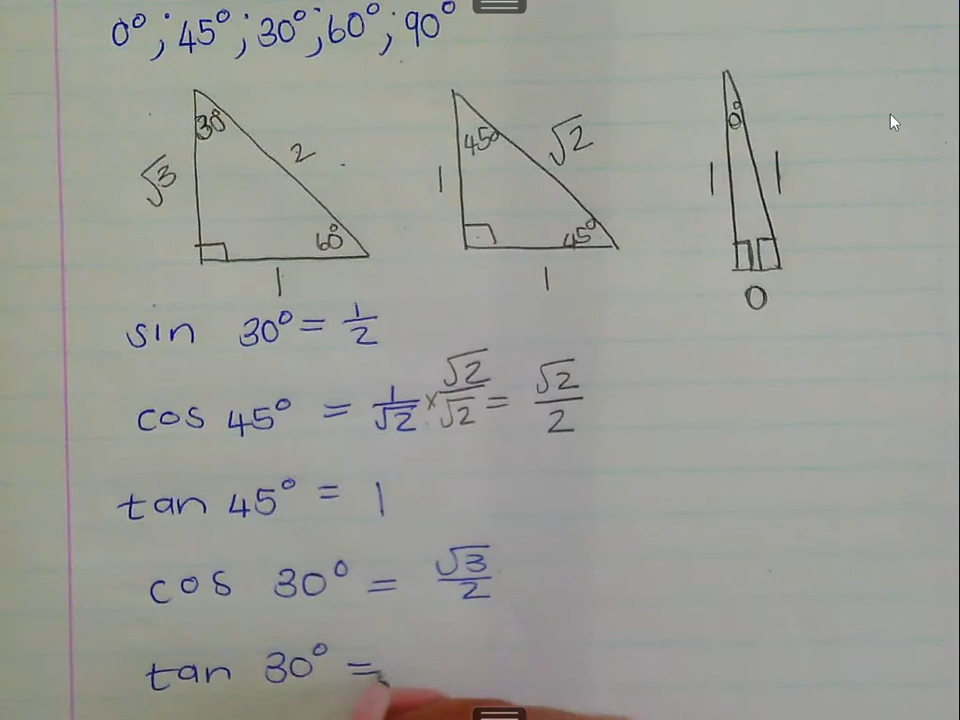 0° ; 45° ; 30° ; 60° ; 90°
30° 2 √3 60° 1
45° √2 1 45° 1
0° 1 1 0
sin 30° = 1/2
cos 45° = 1/√2 × √2/√2 = √2/2
tan 45° = 1
cos 30° = √3/2
tan 30° =